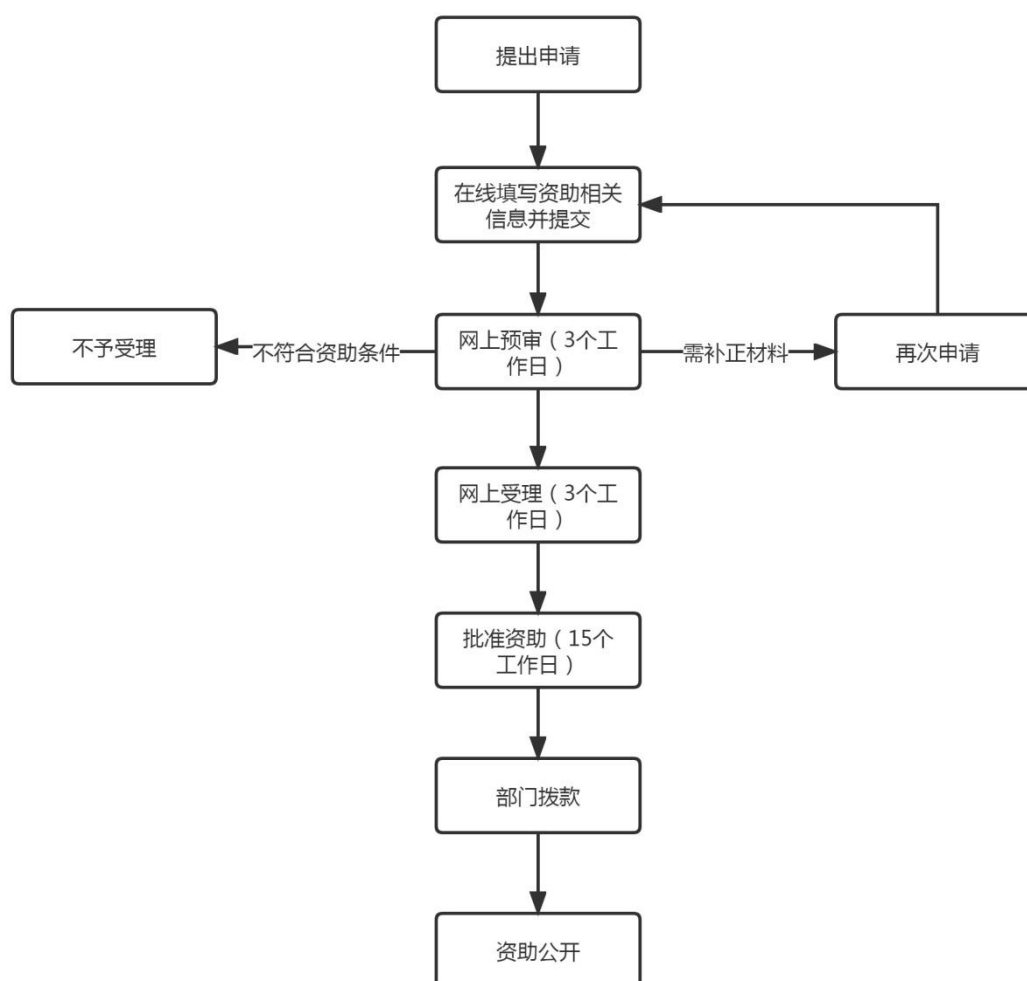 提出申请
在线填写资助相关
信息并提交
不予受理
不符合资助条件
网上预审（3个工
作日）
需补正材料
再次申请
网上受理（3个工
作日）
批准资助（15个
工作日）
部门拨款
资助公开